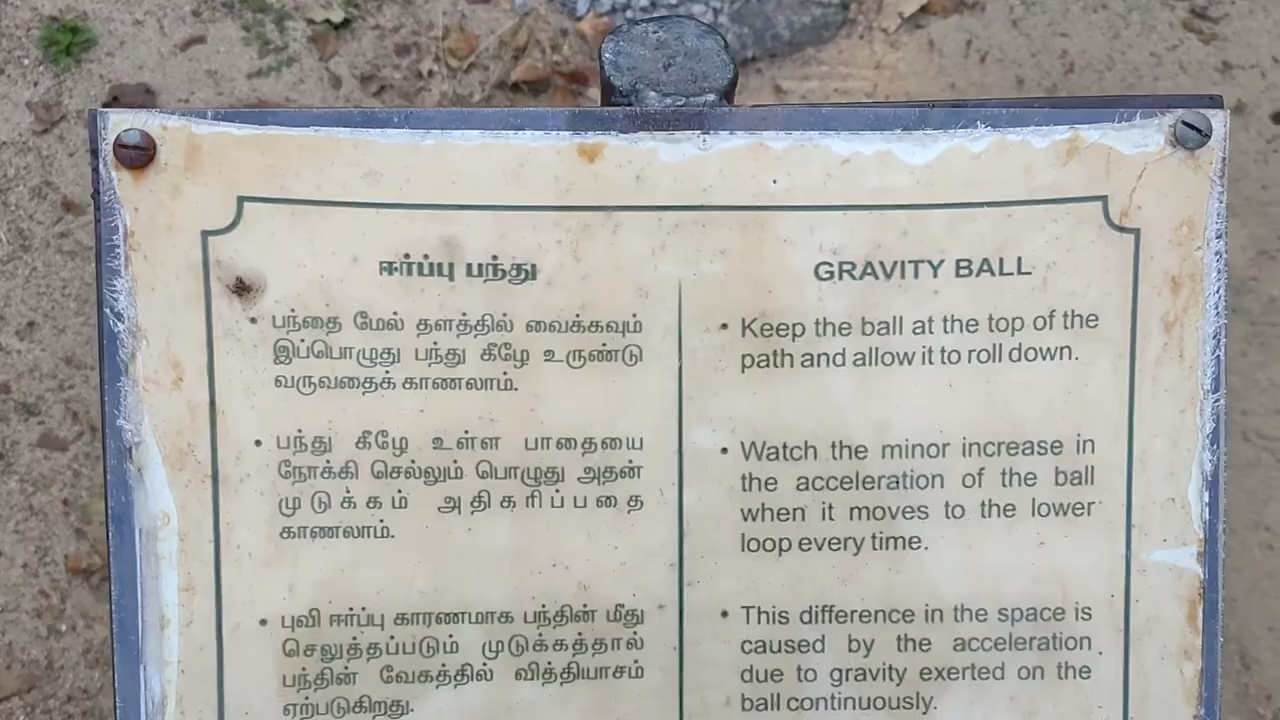 ஈர்ப்பு பந்து
• பந்தை மேல் தளத்தில் வைக்கவும்
இப்பொழுது பந்து கீழே உருண்டு
வருவதைக் காணலாம்.
• பந்து கீழே உள்ள பாதையை
நோக்கி செல்லும் பொழுது அதன்
முடுக்கம் அதிகரிப்பதை
காணலாம்.
• புவி ஈர்ப்பு காரணமாக பந்தின் மீது
செலுத்தப்படும் முடுக்கத்தால்
பந்தின் வேகத்தில் வித்தியாசம்
ஏற்படுகிறது.
GRAVITY BALL
• Keep the ball at the top of the
path and allow it to roll down.
• Watch the minor increase in
the acceleration of the ball
when it moves to the lower
loop every time.
• This difference in the space is
caused by the acceleration
due to gravity exerted on the
ball continuously.